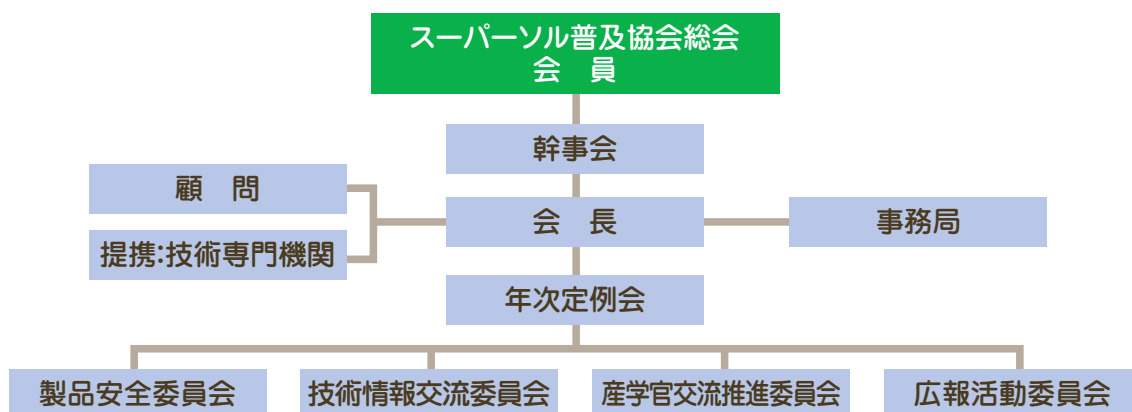 スーパーソル普及協会総会
会　員
幹事会
顧　問
会　長
事務局
提携:技術専門機関
年次定例会
製品安全委員会
技術情報交流委員会
産学官交流推進委員会
広報活動委員会